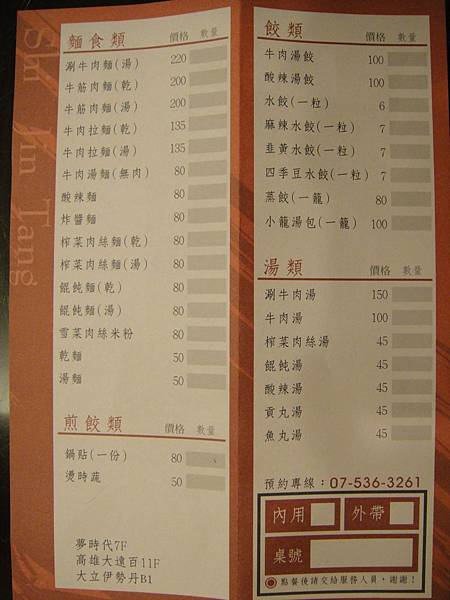 Shi Jin Tang
麵食類 價格 數量
涮牛肉麵(湯) 220
牛筋肉麵(乾) 200
牛筋肉麵(湯) 200
牛肉拉麵(乾) 135
牛肉拉麵(湯) 135
牛肉湯麵(無肉) 80
酸辣麵 80
炸醬麵 80
榨菜肉絲麵(乾) 80
榨菜肉絲麵(湯) 80
餛飩麵(乾) 80
餛飩麵(湯) 80
雪菜肉絲米粉 80
乾麵 50
湯麵 50
煎餃類 價格 數量
鍋貼(一份) 80
燙時蔬 50
夢時代7F
高雄大遠百11F
大立伊勢丹B1
餃類 價格 數量
牛肉湯餃 100
酸辣湯餃 100
水餃(一粒) 6
麻辣水餃(一粒) 7
韭黃水餃(一粒) 7
四季豆水餃(一粒) 7
蒸餃(一籠) 80
小籠湯包(一籠) 100
湯類 價格 數量
涮牛肉湯 150
牛肉湯 100
榨菜肉絲湯 45
餛飩湯 45
酸辣湯 45
貢丸湯 45
魚丸湯 45
預約專線：07-536-3261
內用 外帶
桌號
點餐後請交給服務人員，謝謝！